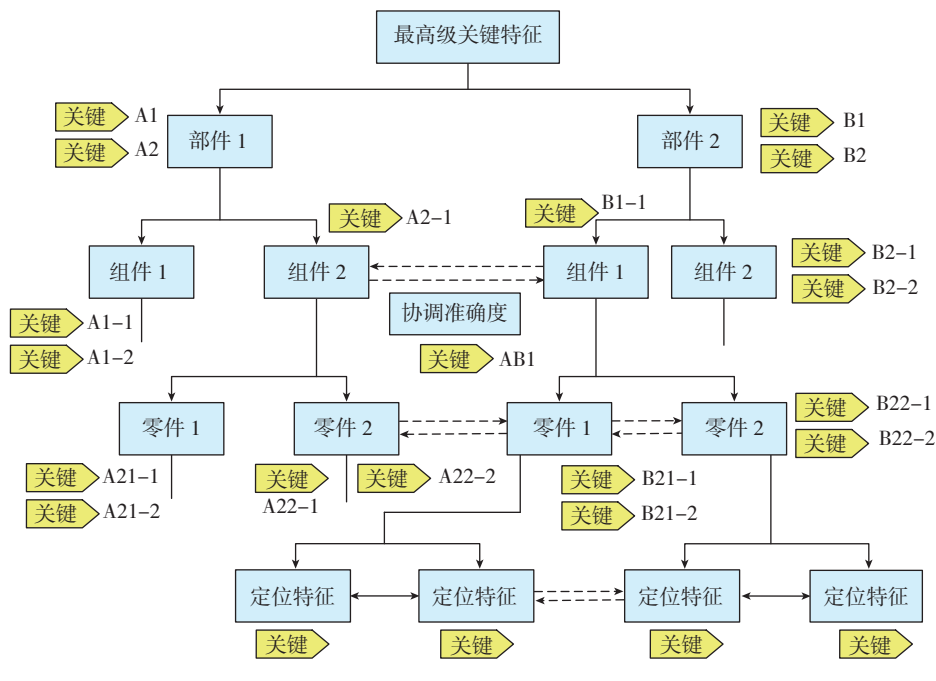 最高级关键特征
关键 A1
关键 A2
部件 1
部件 2
关键 B1
关键 B2
关键 A2-1
关键 B1-1
组件 1
组件 2
组件 1
组件 2
关键 B2-1
关键 B2-2
关键 A1-1
关键 A1-2
协调准确度
关键 AB1
零件 1
零件 2
零件 1
零件 2
关键 B22-1
关键 B22-2
关键 A21-1
关键 A21-2
关键
A22-1
关键 A22-2
关键 B21-1
关键 B21-2
定位特征
定位特征
定位特征
定位特征
关键
关键
关键
关键